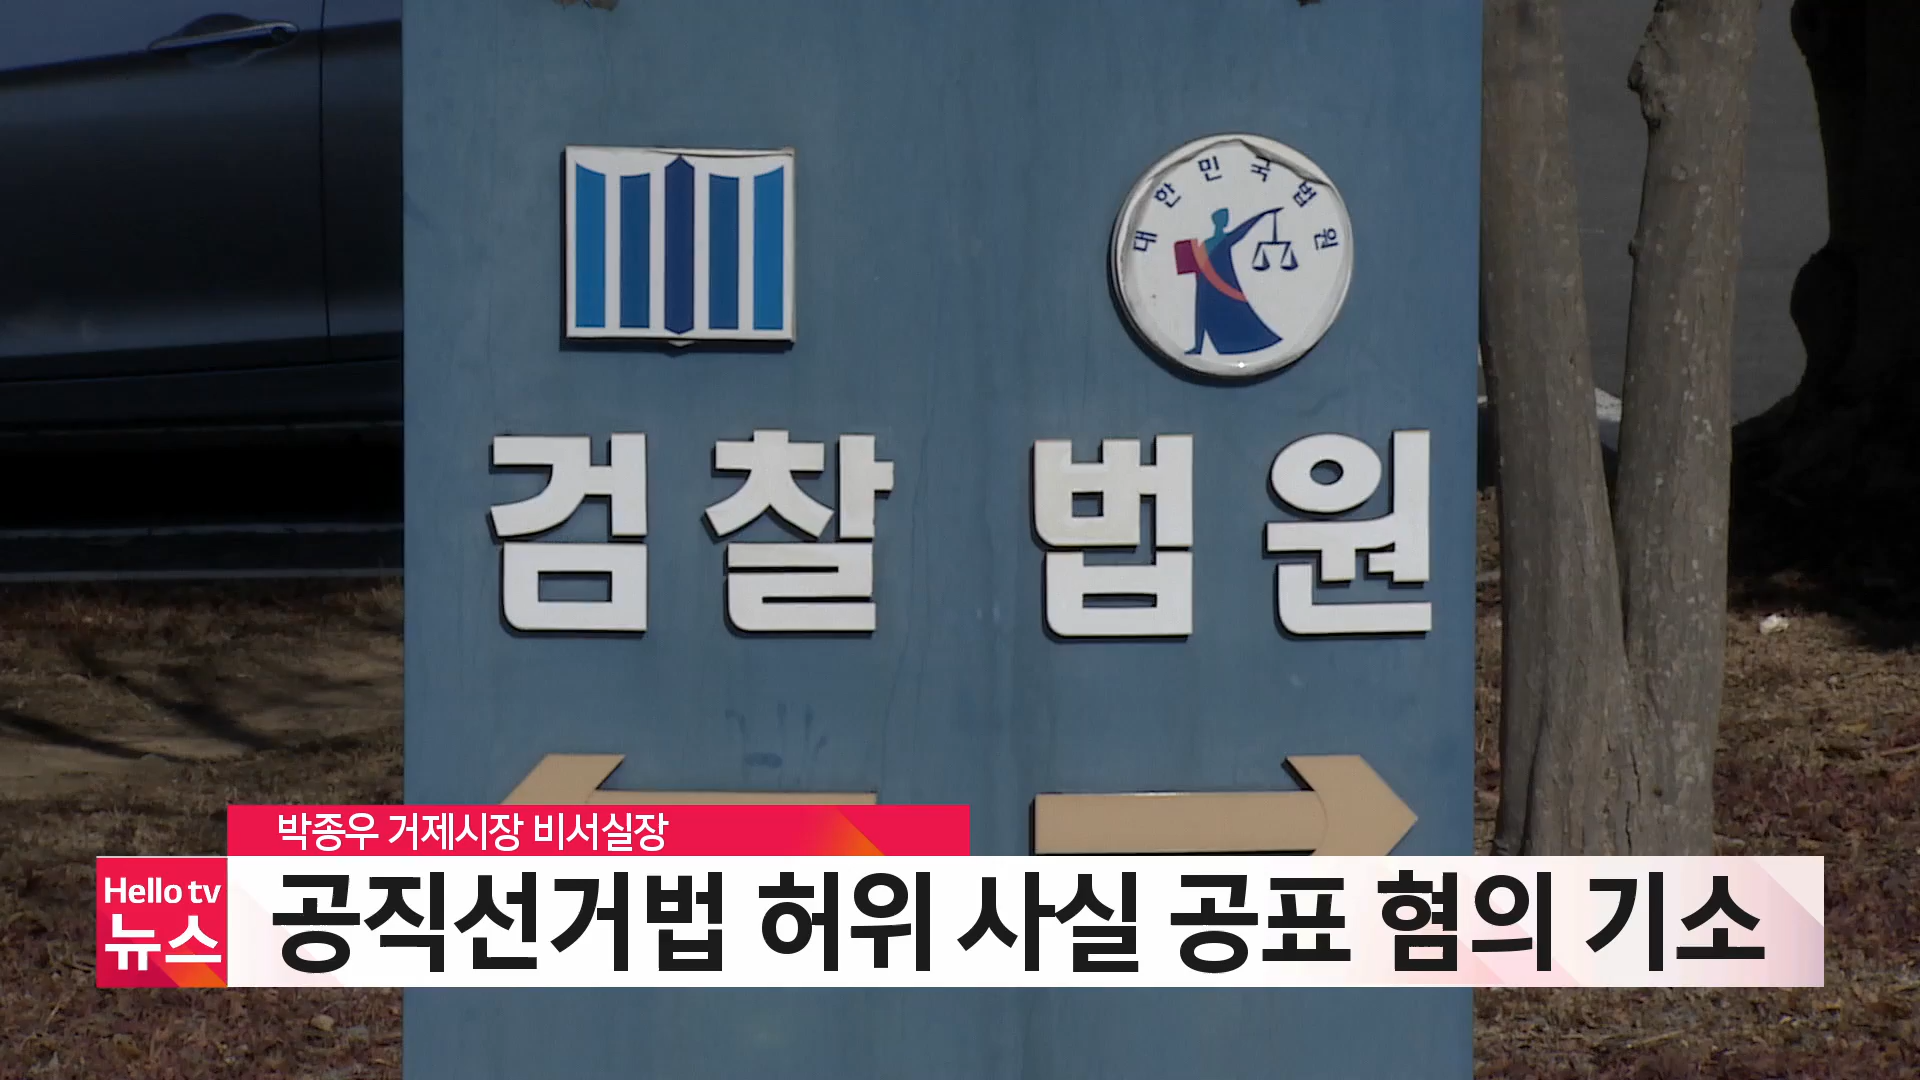 대한민국법원
검찰 법원
박종우 거제시장 비서실장
Hello tv
뉴스
공직선거법 허위 사실 공표 혐의 기소